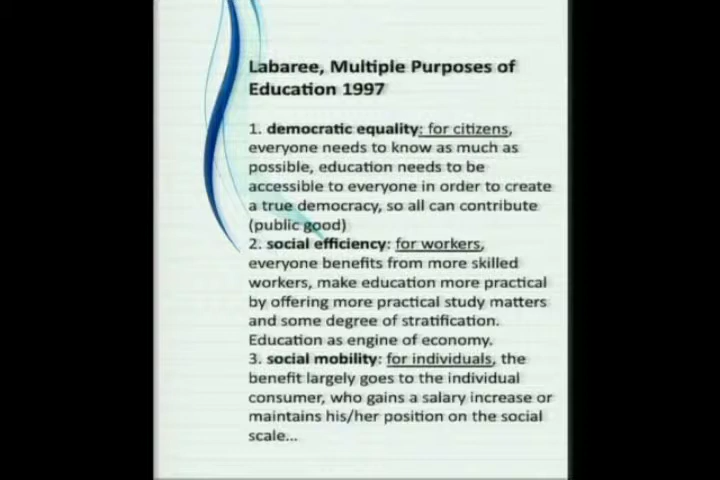 Labaree, Multiple Purposes of
Education 1997
1. democratic equality: for citizens,
everyone needs to know as much as
possible, education needs to be
accessible to everyone in order to create
a true democracy, so all can contribute
(public good)
2. social efficiency: for workers,
everyone benefits from more skilled
workers, make education more practical
by offering more practical study matters
and some degree of stratification.
Education as engine of economy.
3. social mobility: for individuals, the
benefit largely goes to the individual
consumer, who gains a salary increase or
maintains his/her position on the social
scale...